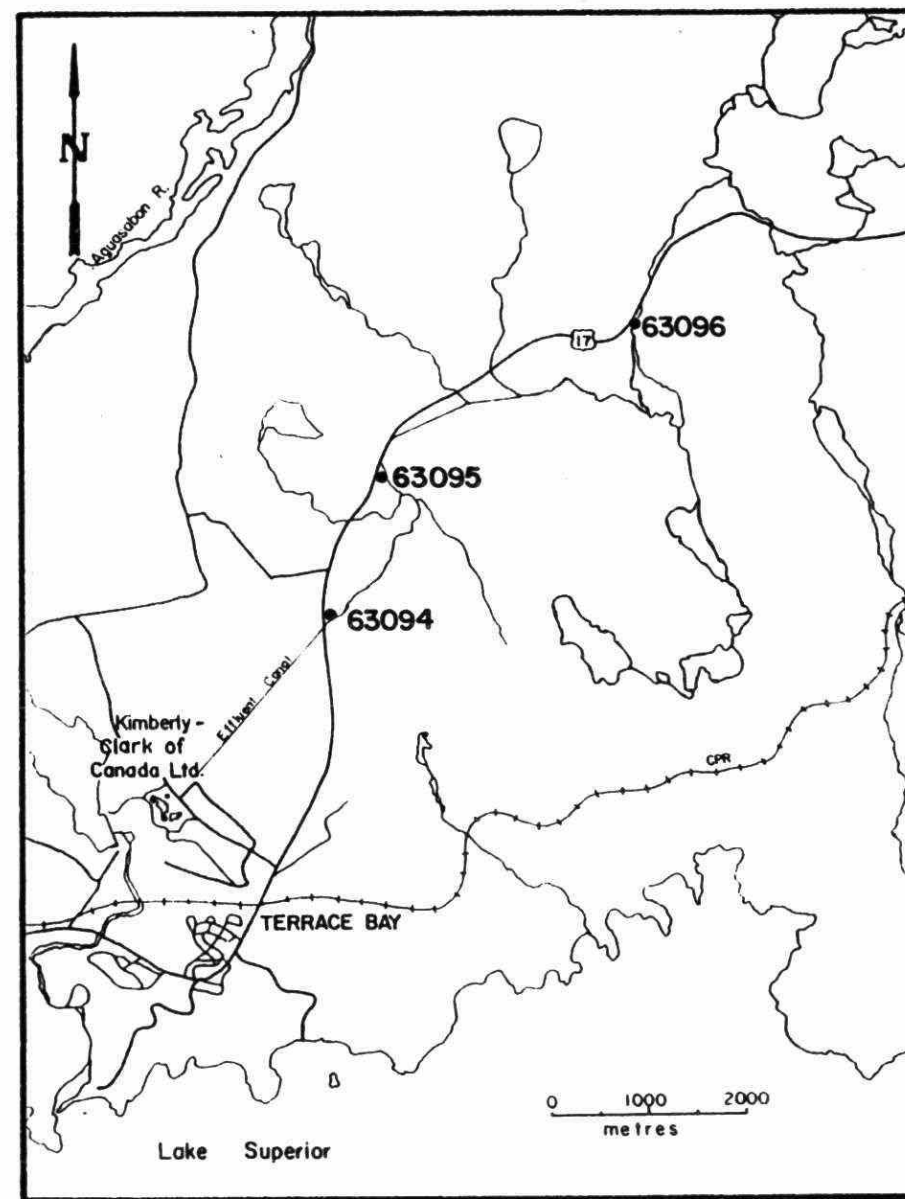 N
Aguasabon R.
17
63096
63095
63094
Effluent Canal
Kimberly-
Clark of
Canada Ltd.
CPR
TERRACE BAY
0 1000 2000
metres
Lake Superior